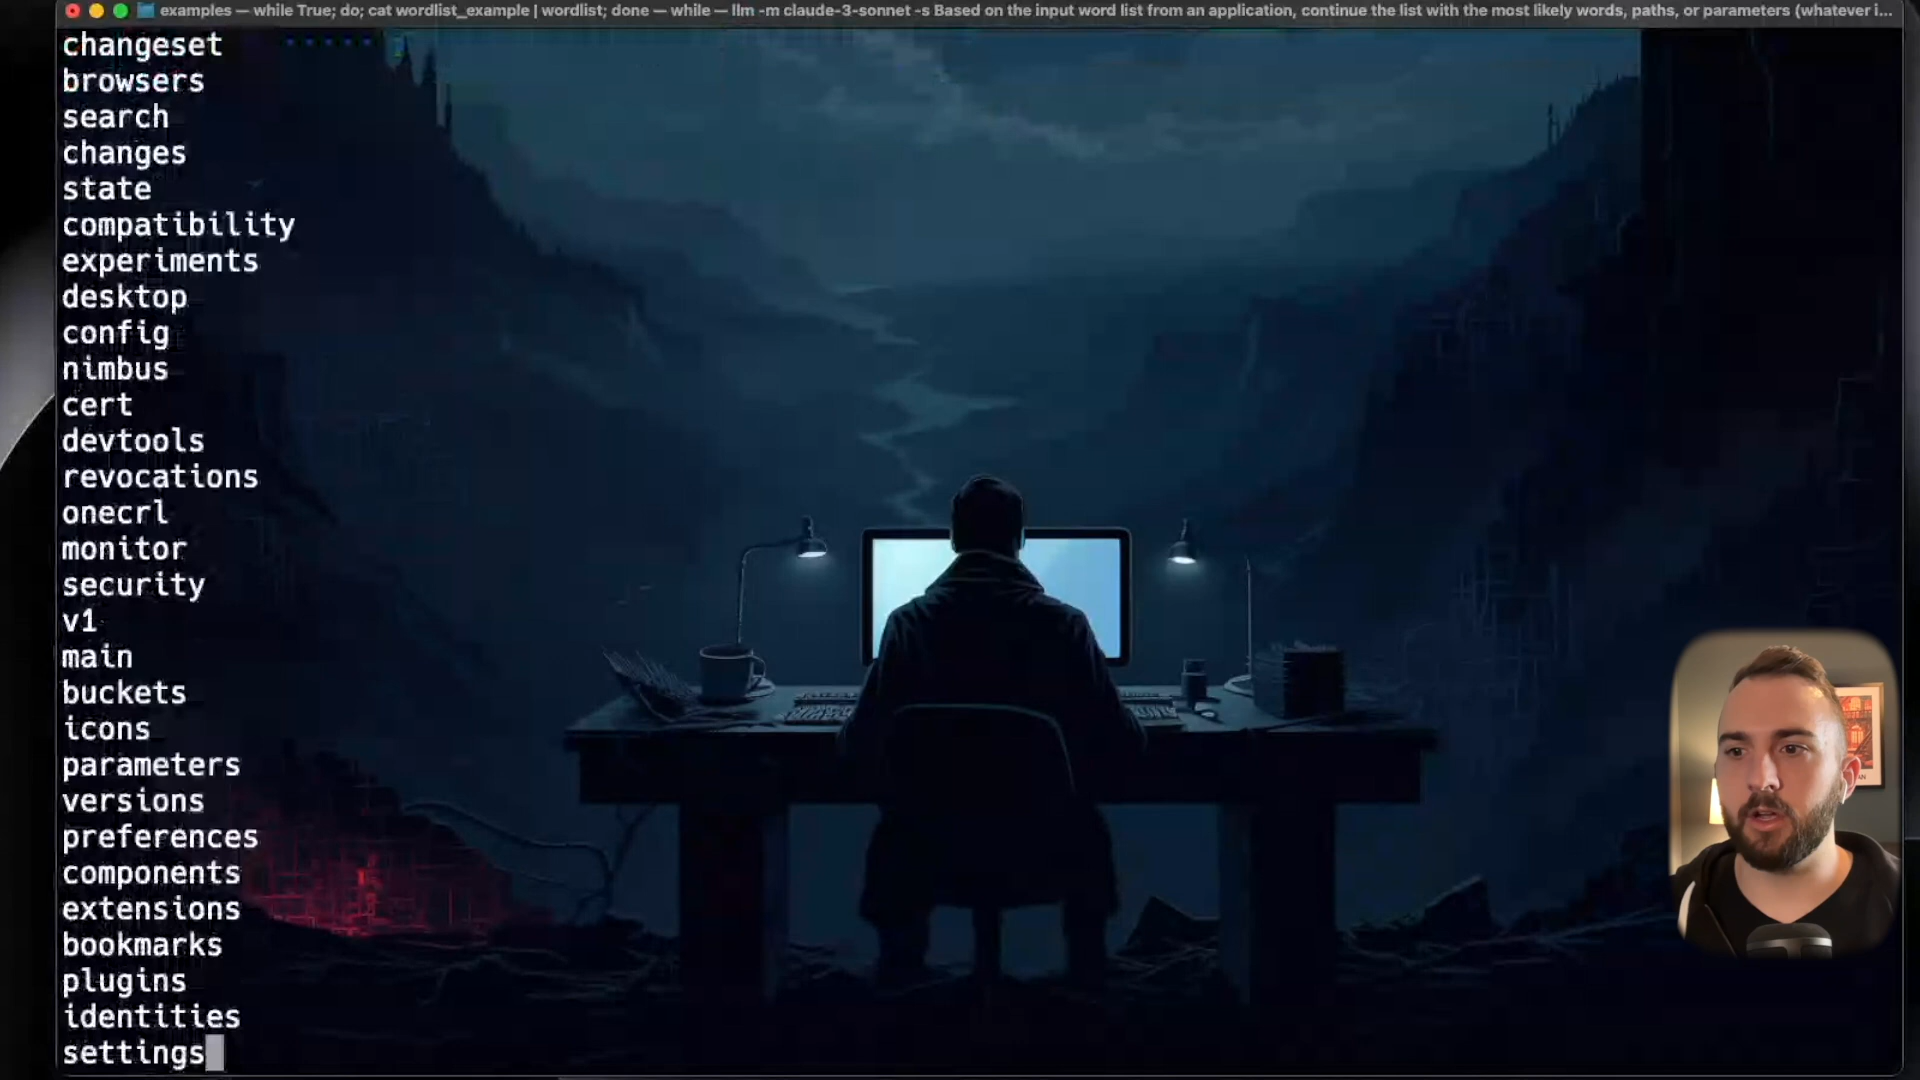 examples — while True; do; cat wordlist_example | wordlist; done — while — llm -m claude-3-sonnet -s Based on the input word list from an application, continue the list with the most likely words, paths, or parameters (whatever i...
changeset
browsers
search
changes
state
compatibility
experiments
desktop
config
nimbus
cert
devtools
revocations
onecrl
monitor
security
v1
main
buckets
icons
parameters
versions
preferences
components
extensions
bookmarks
plugins
identities
settings